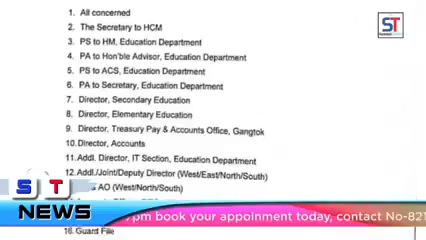 1. All concerned
2. The Secretary to HCM
3. PS to HM, Education Department
4. PA to Hon'ble Advisor, Education Department
5. PS to ACS, Education Department
6. PA to Secretary, Education Department
7. Director, Secondary Education
8. Director, Elementary Education
9. Director, Treasury Pay & Accounts Office, Gangtok
10. Director, Accounts
11. Addl. Director, IT Section, Education Department
12. Addl./Joint/Deputy Director (West/East/North/South)
AO (West/North/South)
16. Guard File
ST
ST
NEWS
pm book your appoinment today, contact No-821